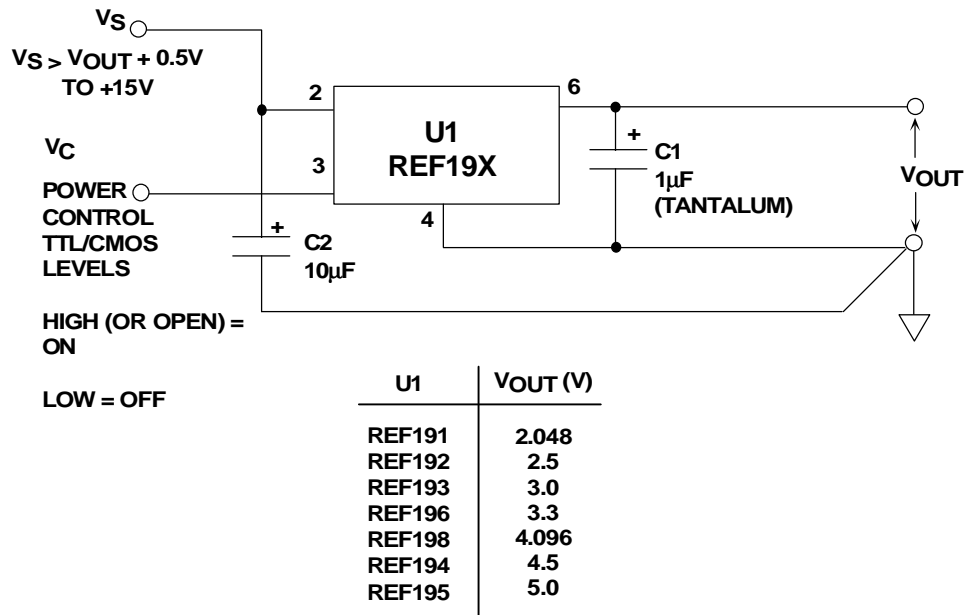 VS
VS > VOUT + 0.5V
TO +15V
2
6
U1
REF19X
+
C1
1μF
(TANTALUM)
VOUT
VC
3
POWER
CONTROL
TTL/CMOS
LEVELS
4
+
C2
10μF
HIGH (OR OPEN) =
ON
LOW = OFF
U1 VOUT (V)
REF191 2.048
REF192 2.5
REF193 3.0
REF196 3.3
REF198 4.096
REF194 4.5
REF195 5.0